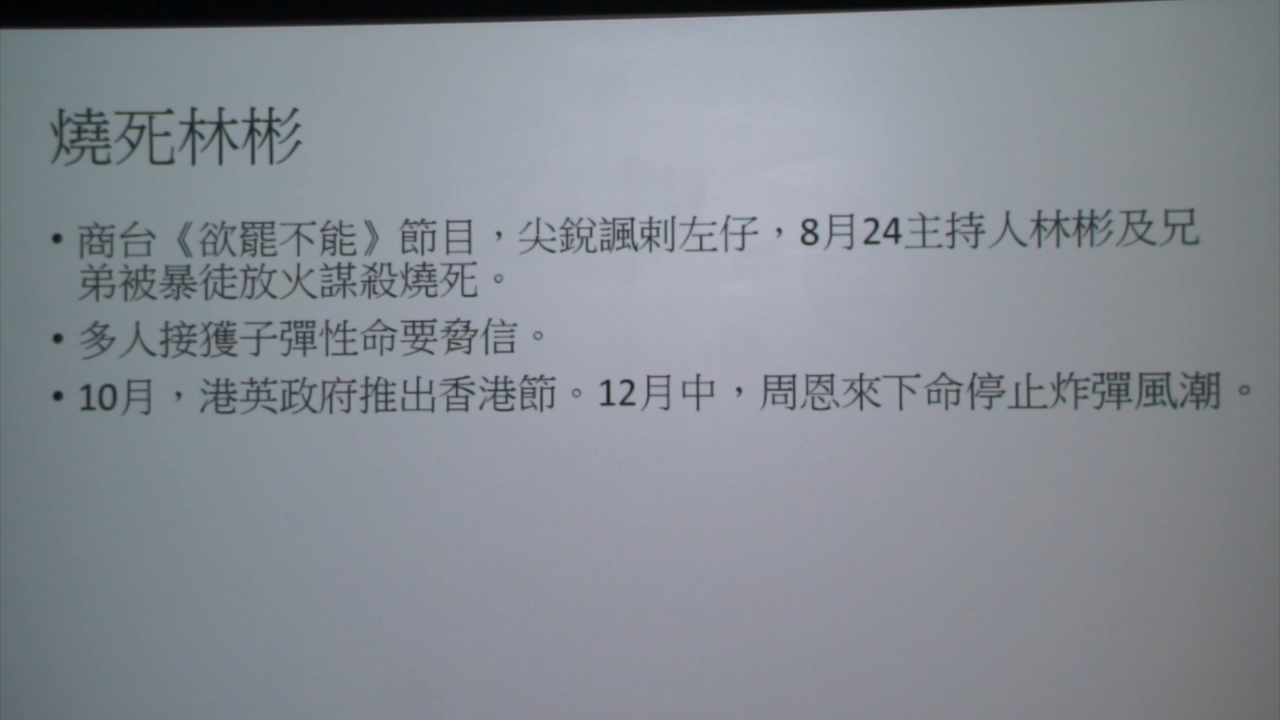 燒死林彬
• 商台《欲罷不能》節目，尖銳諷剌左仔，8月24主持人林彬及兄
弟被暴徒放火謀殺燒死。
• 多人接獲子彈性命要脅信。
• 10月，港英政府推出香港節。12月中，周恩來下命停止炸彈風潮。